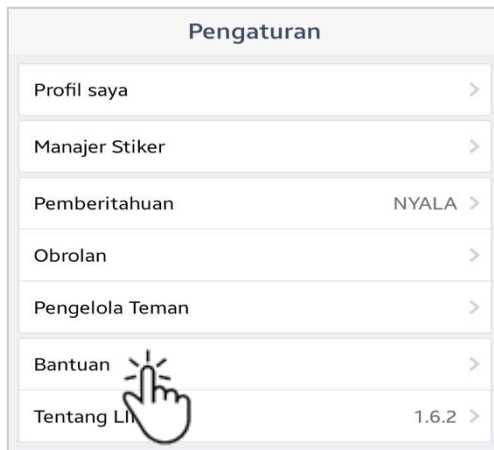 Pengaturan
Profil saya
Manajer Stiker
Pemberitahuan NYALA
Obrolan
Pengelola Teman
Bantuan
Tentang 1.6.2